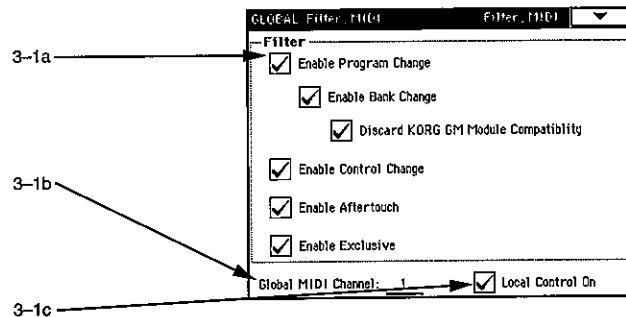 GLOBAL Filter, MIDI Filter, MIDI
Filter
3–1a
Enable Program Change
Enable Bank Change
Discard KORG GM Module Compatiblity
Enable Control Change
3–1b
Enable Aftertouch
Enable Exclusive
Global MIDI Channel: 1
Local Control On
3–1c